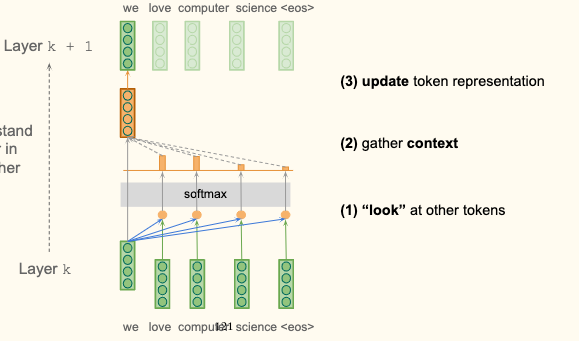 we love computer science <eos>
Layer k + 1
(3) update token representation
stand
r in
her
(2) gather context
softmax
(1) “look” at other tokens
Layer k
we love computer science <eos>
121